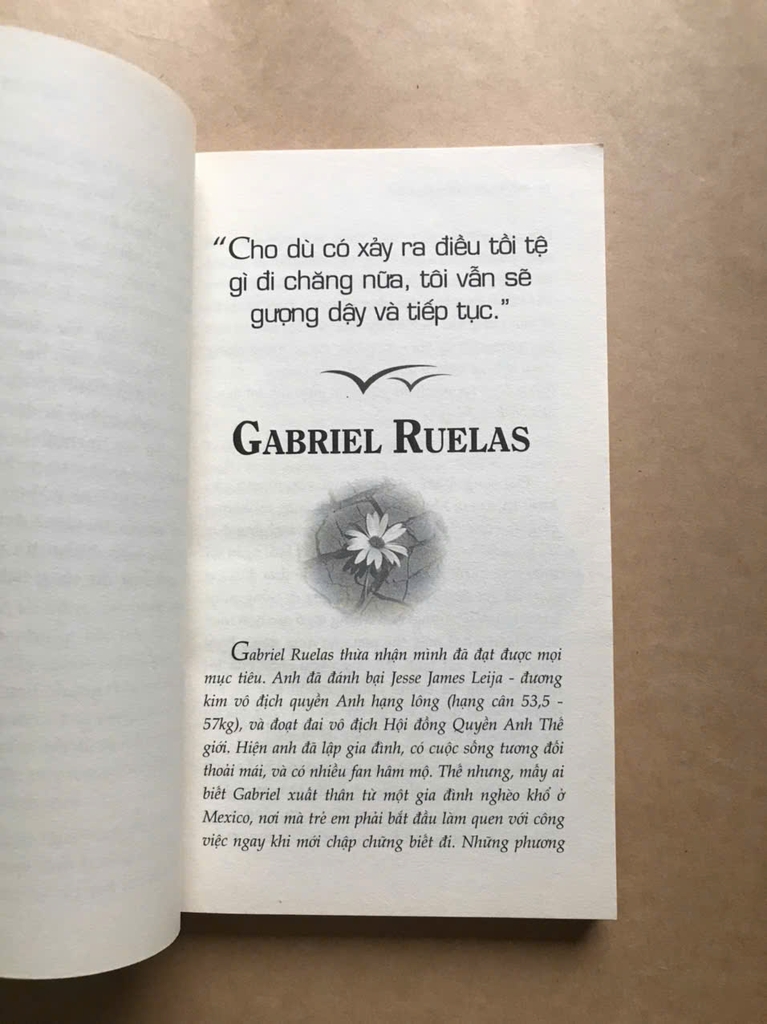 “Cho dù có xảy ra điều tồi tệ
gì đi chăng nữa, tôi vẫn sẽ
gượng dậy và tiếp tục.”
GABRIEL RUELAS
Gabriel Ruelas thừa nhận mình đã đạt được mọi
mục tiêu. Anh đã đánh bại Jesse James Leija - đương
kim vô địch quyền Anh hạng lông (hạng cân 53,5 -
57kg), và đoạt đai vô địch Hội đồng Quyền Anh Thế
giới. Hiện anh đã lập gia đình, có cuộc sống tương đối
thoải mái, và có nhiều fan hâm mộ. Thế nhưng, mấy ai
biết Gabriel xuất thân từ một gia đình nghèo khổ ở
Mexico, nơi mà trẻ em phải bắt đầu làm quen với công
việc ngay khi mới chập chững biết đi. Những phương